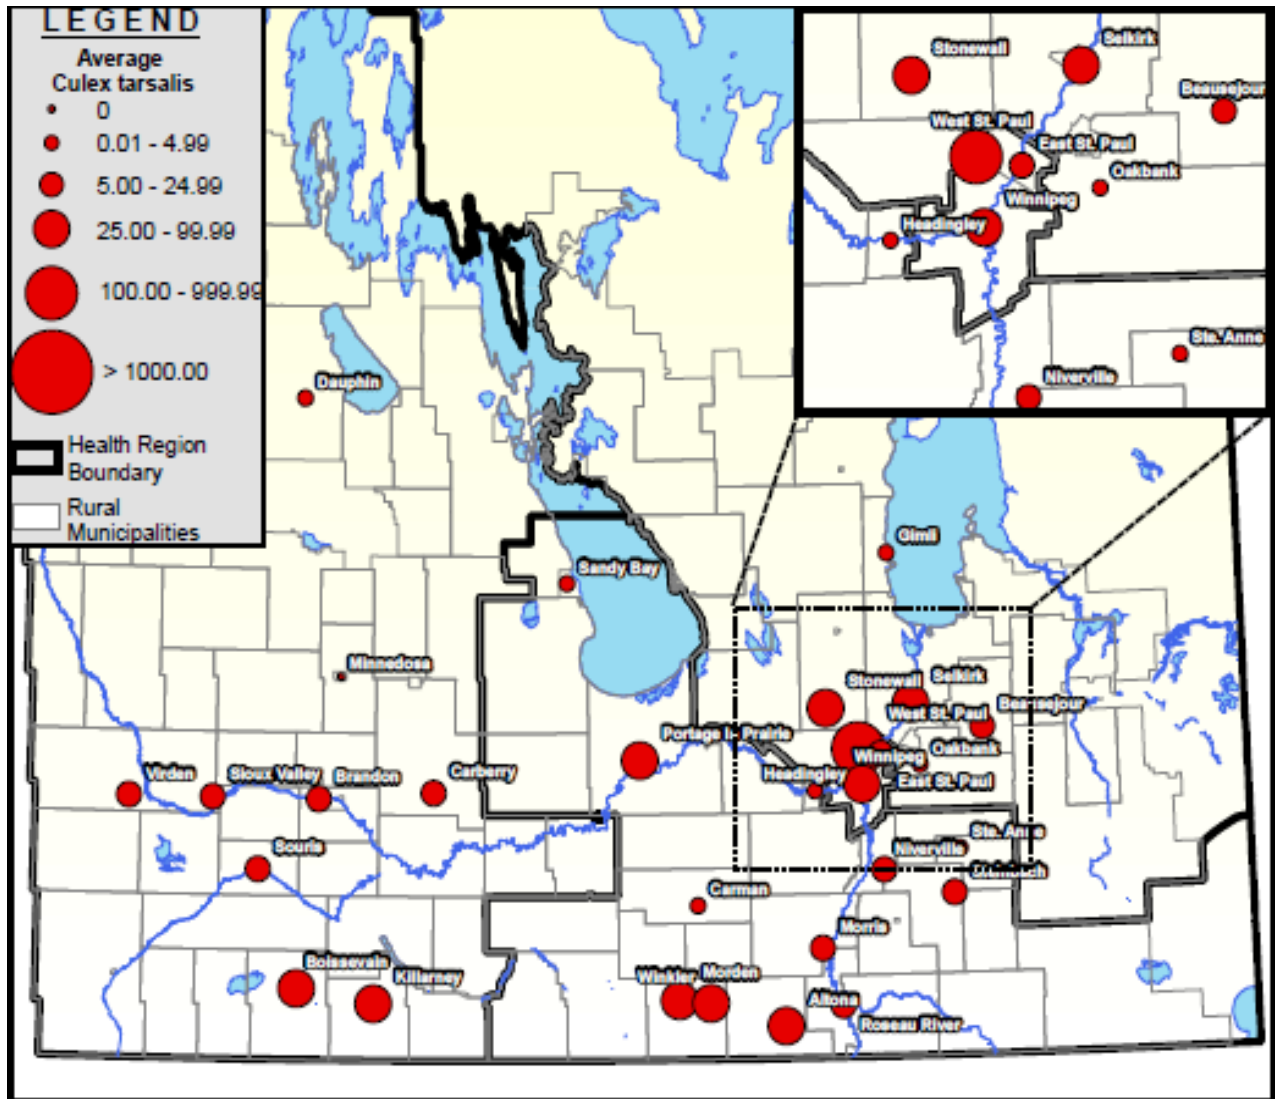 LEGEND
Average
Culex tarsalis
0
0.01 - 4.99
5.00 - 24.99
25.00 - 99.99
100.00 - 999.99
> 1000.00
Health Region
Boundary
Rural
Municipalities
Stonewall
Selkirk
Beausejour
West St. Paul
East St. Paul
Oakbank
Winnipeg
Headingley
Ste. Anne
Niverville
Dauphin
Gimli
Sandy Bay
Minnedosa
Stonewall
Selkirk
Beausejour
West St. Paul
Portage la Prairie
Winnipeg
Oakbank
Headingley
East St. Paul
Virden
Sioux Valley
Brandon
Carberry
Souris
Ste. Anne
Niverville
Steinbach
Carman
Morris
Boissevain
Killarney
Winkler
Morden
Altona
Roseau River